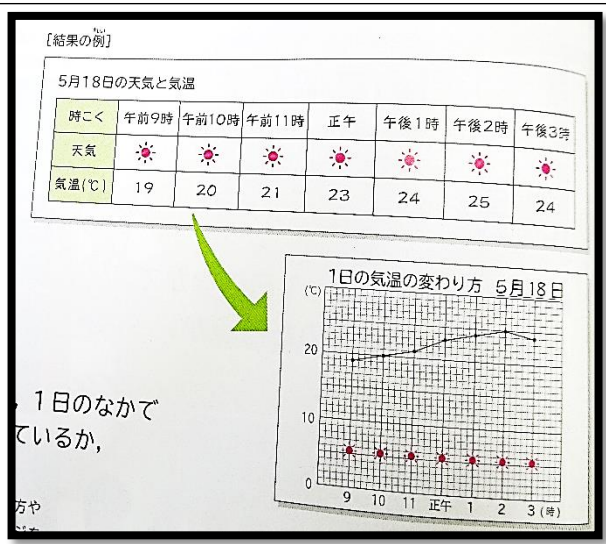 [結果の例]
れい
5月18日の天気と気温
時こく 午前9時 午前10時 午前11時 正午 午後1時 午後2時 午後3時
天気
気温(℃) 19 20 21 23 24 25 24
1日の気温の変わり方 5月18日
(℃)
20
10
0
9 10 11 正午 1 2 3 (時)
，1日のなかで
ているか，
方や